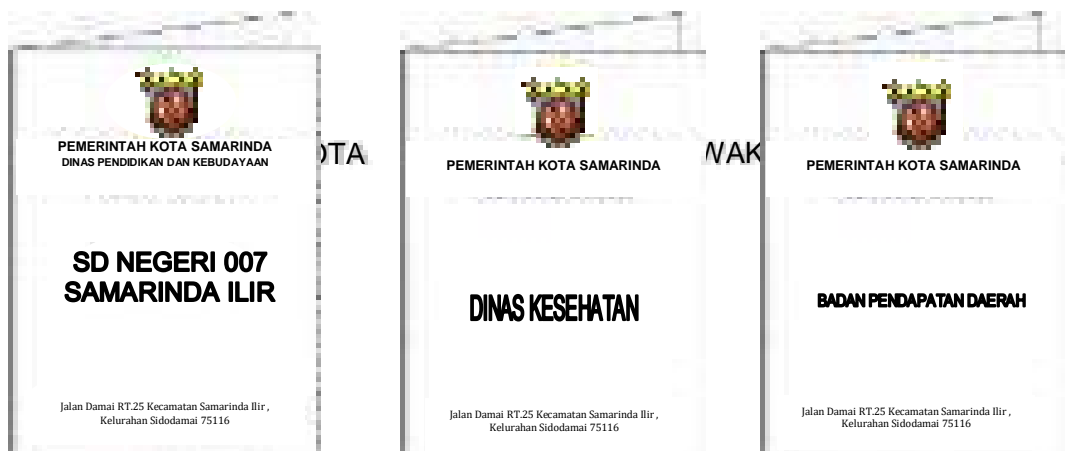 PEMERINTAH KOTA SAMARINDA
DINAS PENDIDIKAN DAN KEBUDAYAAN
SD NEGERI 007
SAMARINDA ILIR
Jalan Damai RT.25 Kecamatan Samarinda Ilir ,
Kelurahan Sidodamai 75116
OTA
PEMERINTAH KOTA SAMARINDA
DINAS KESEHATAN
Jalan Damai RT.25 Kecamatan Samarinda Ilir ,
Kelurahan Sidodamai 75116
WAK
PEMERINTAH KOTA SAMARINDA
BADAN PENDAPATAN DAERAH
Jalan Damai RT.25 Kecamatan Samarinda Ilir ,
Kelurahan Sidodamai 75116